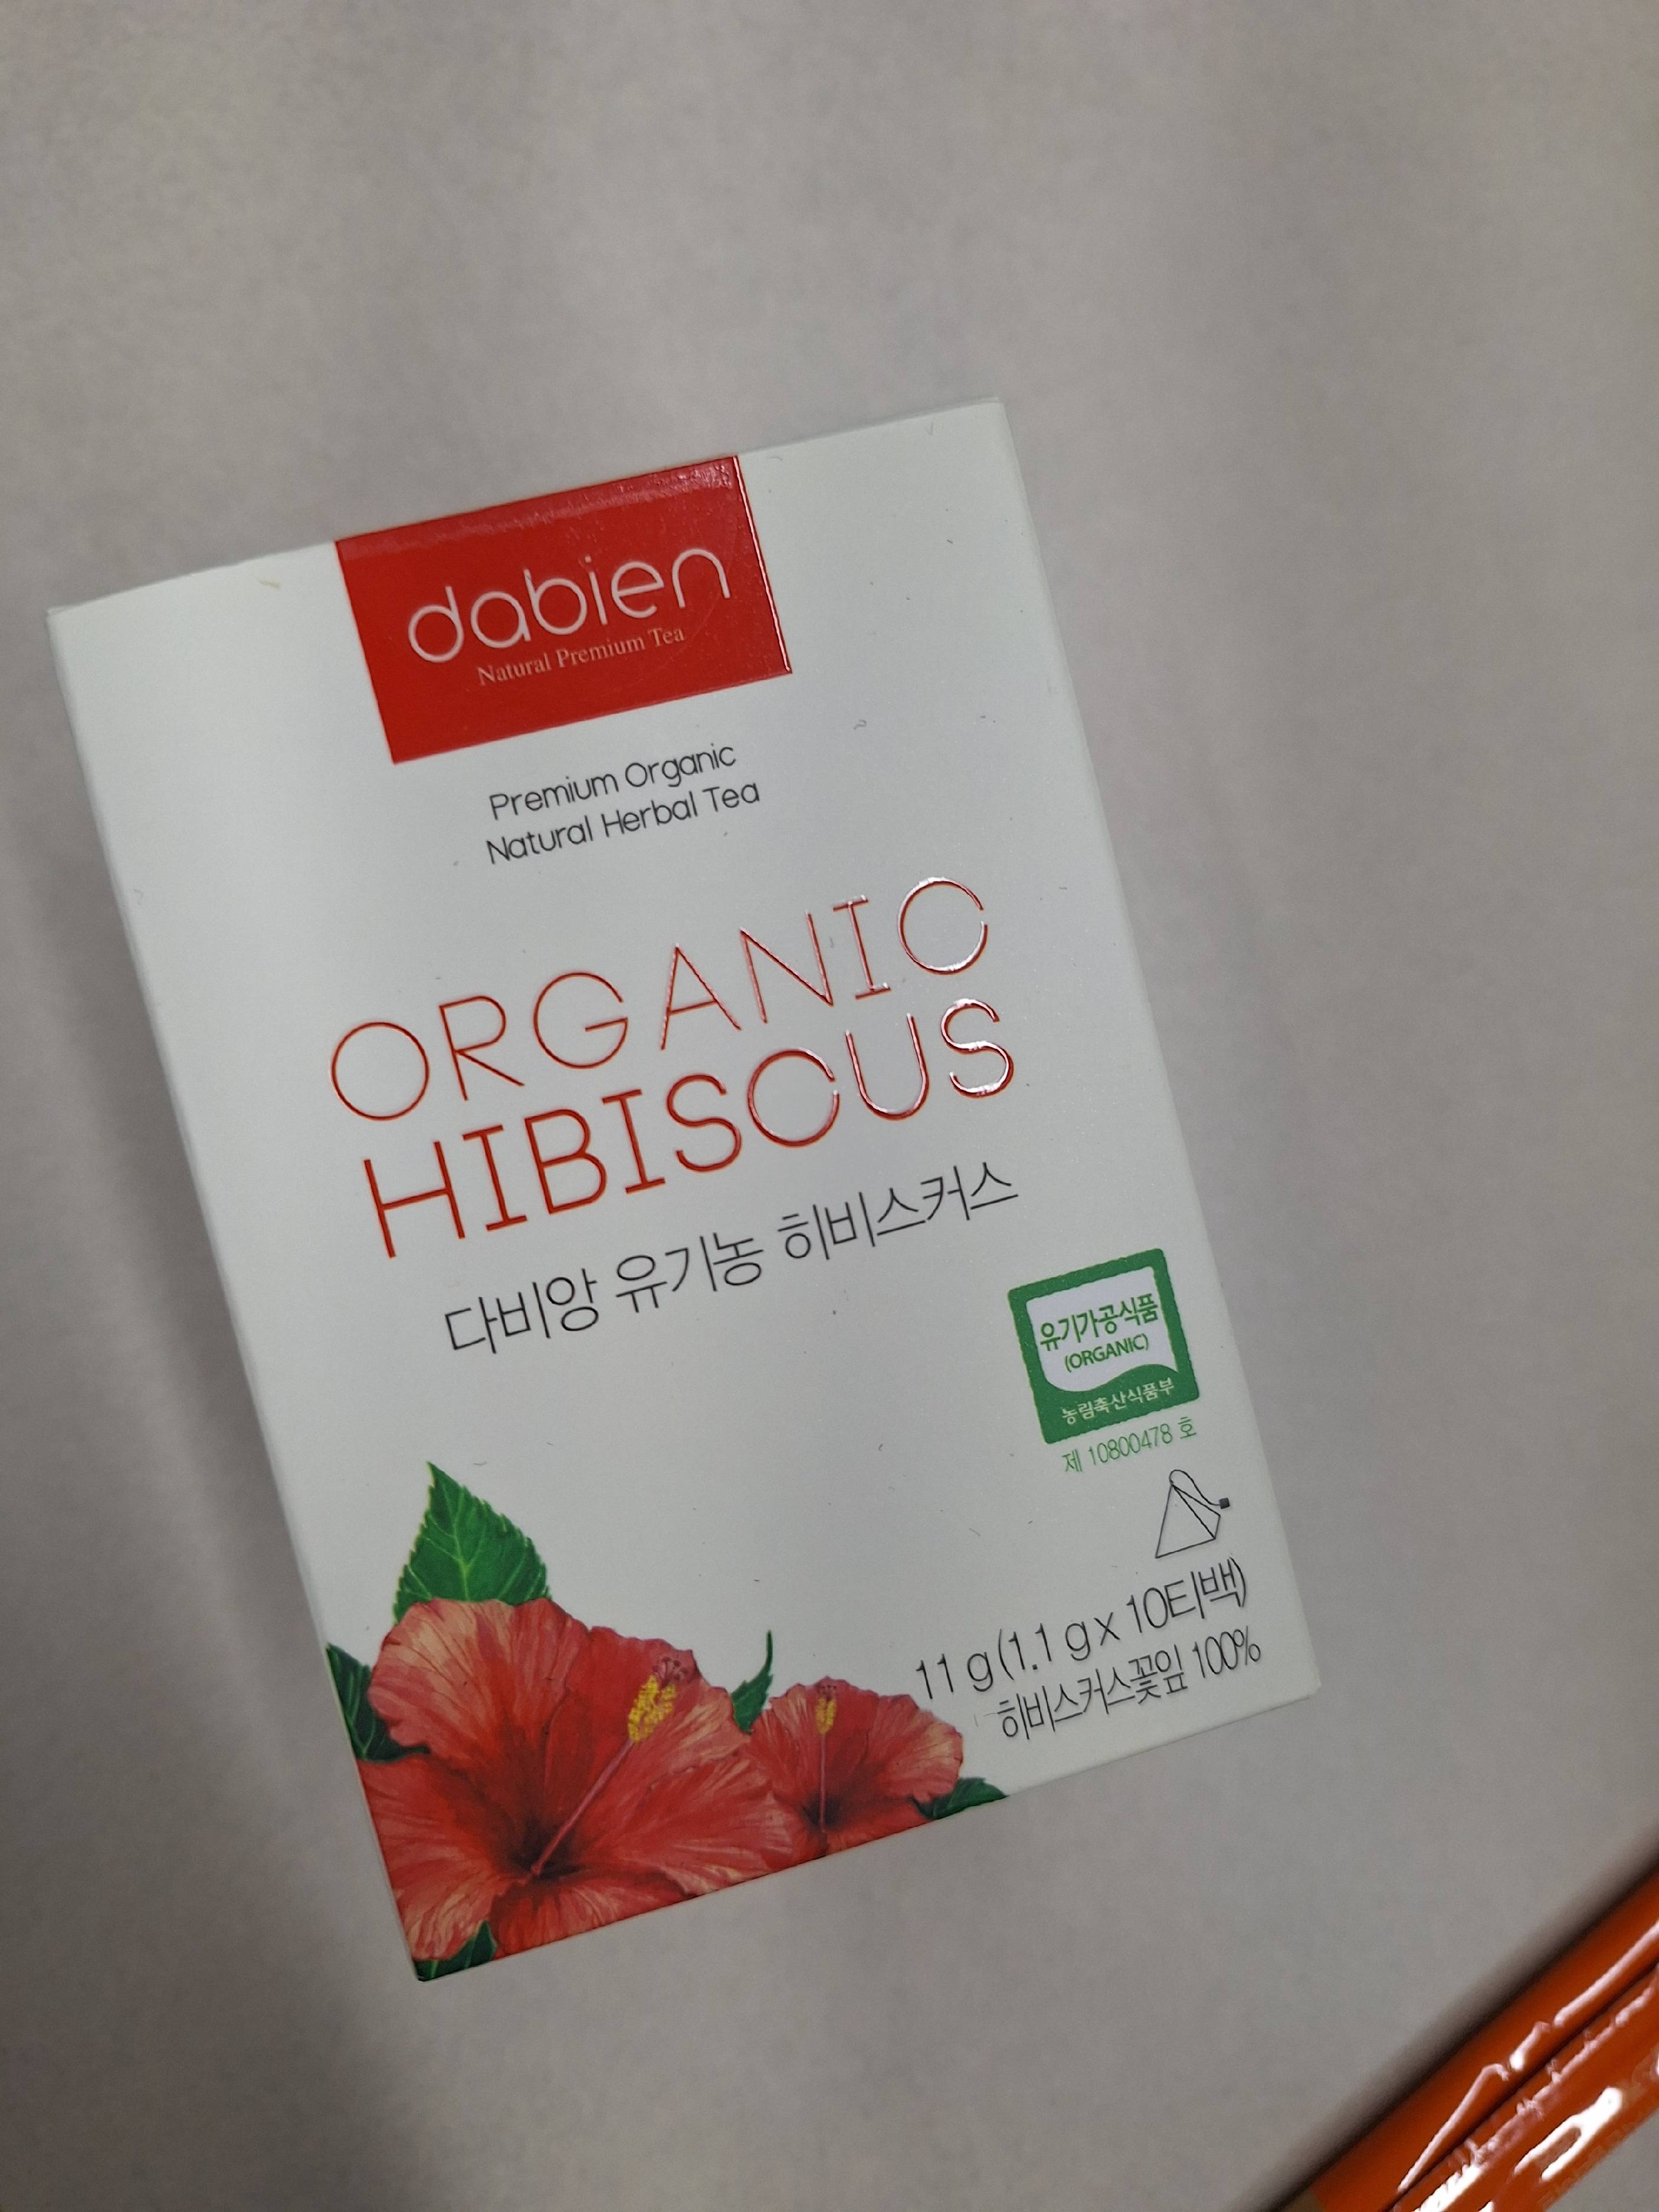 dabien
Natural Premium Tea
Premium Organic
Natural Herbal Tea
ORGANIC
HIBISCUS
다비앙 유기농 히비스커스
유기가공식품
(ORGANIC)
농림축산식품부
제 10800478 호
11 g (1.1 g x 10티백)
히비스커스꽃잎 100%